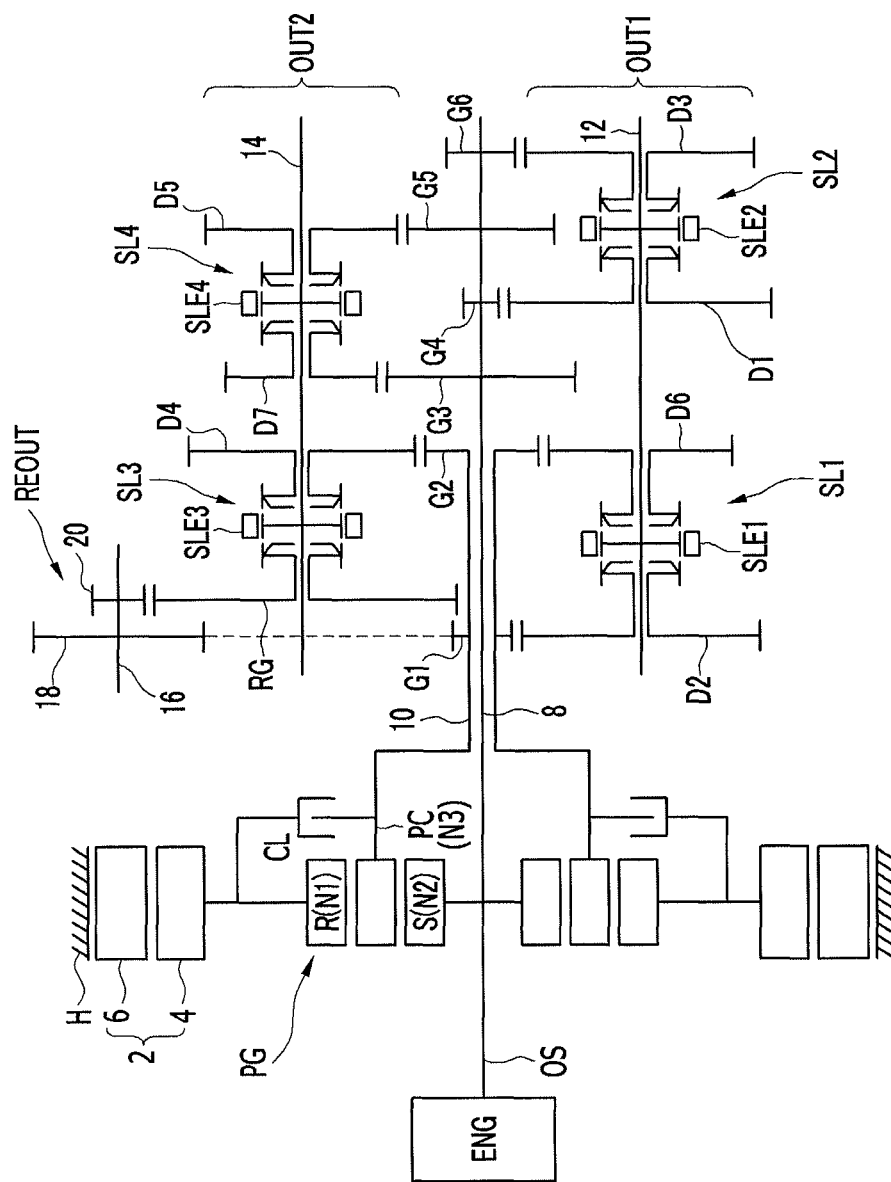 REOUT
20
18
16
RG
D4
SL3
SLE3
D7
SL4
SLE4
D5
14
OUT2
G1
G2
G3
G4
G5
G6
10
8
12
OUT1
D2
SLE1
SL1
D6
D1
SLE2
SL2
D3
H
6
2
4
PG
CL
R(N1)
S(N2)
PC
(N3)
OS
ENG